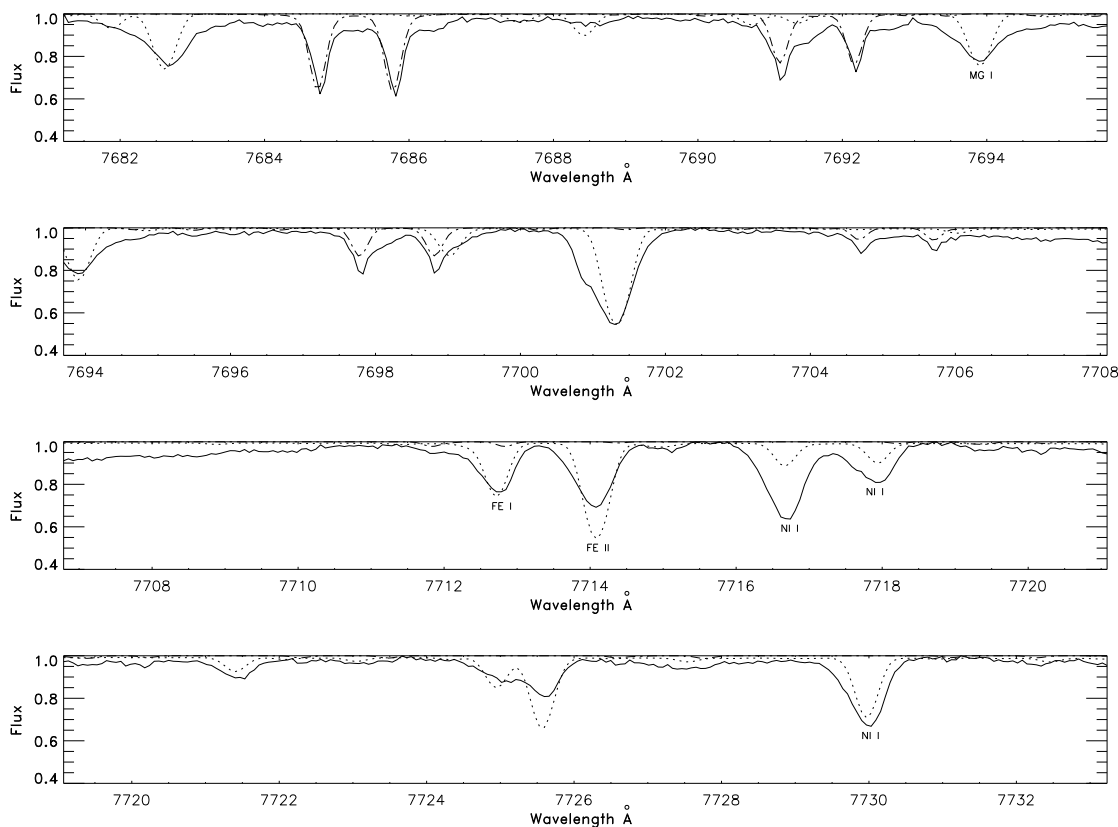 1.0
0.8
0.6
0.4
Flux
MG I
7682 7684 7686 7688 7690 7692 7694
Wavelength Å
1.0
0.8
0.6
0.4
Flux
7694 7696 7698 7700 7702 7704 7706 7708
Wavelength Å
1.0
0.8
0.6
0.4
Flux
FE I
FE II
NI I
NI I
7708 7710 7712 7714 7716 7718 7720
Wavelength Å
1.0
0.8
0.6
0.4
Flux
NI I
7720 7722 7724 7726 7728 7730 7732
Wavelength Å